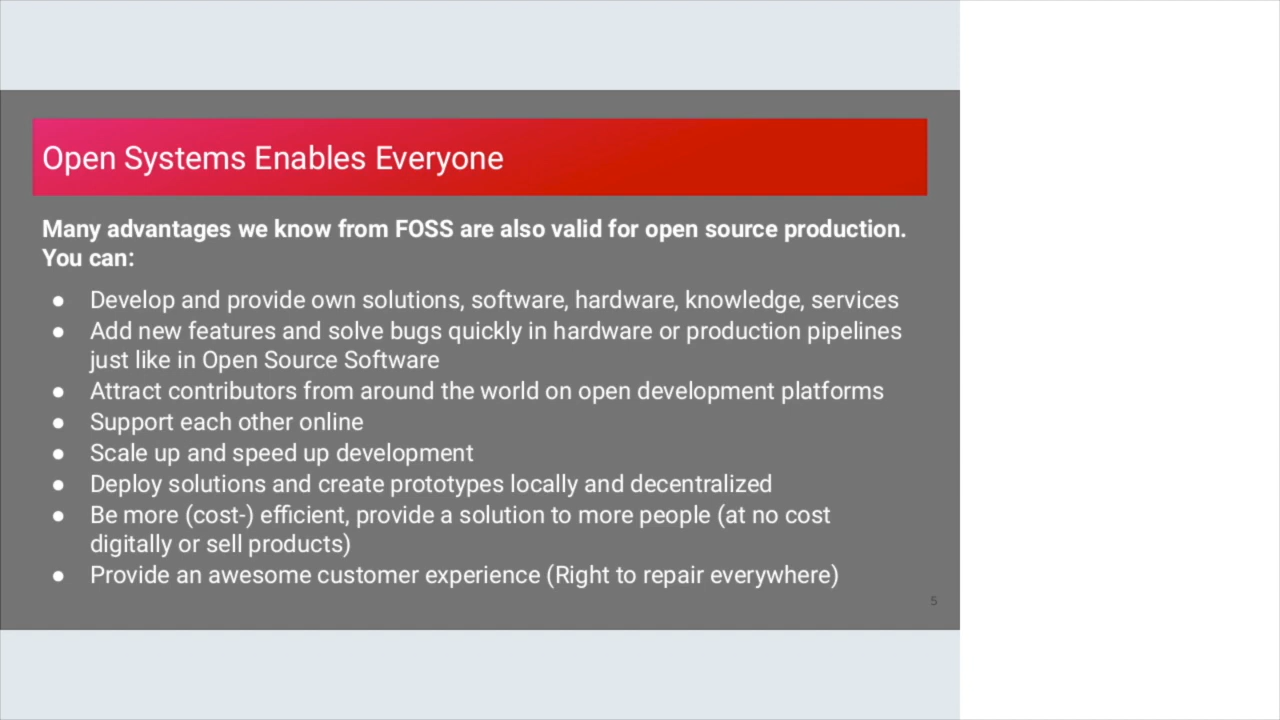 Open Systems Enables Everyone
Many advantages we know from FOSS are also valid for open source production.
You can:
● Develop and provide own solutions, software, hardware, knowledge, services
● Add new features and solve bugs quickly in hardware or production pipelines
just like in Open Source Software
● Attract contributors from around the world on open development platforms
● Support each other online
● Scale up and speed up development
● Deploy solutions and create prototypes locally and decentralized
● Be more (cost-) efficient, provide a solution to more people (at no cost
digitally or sell products)
● Provide an awesome customer experience (Right to repair everywhere)
5